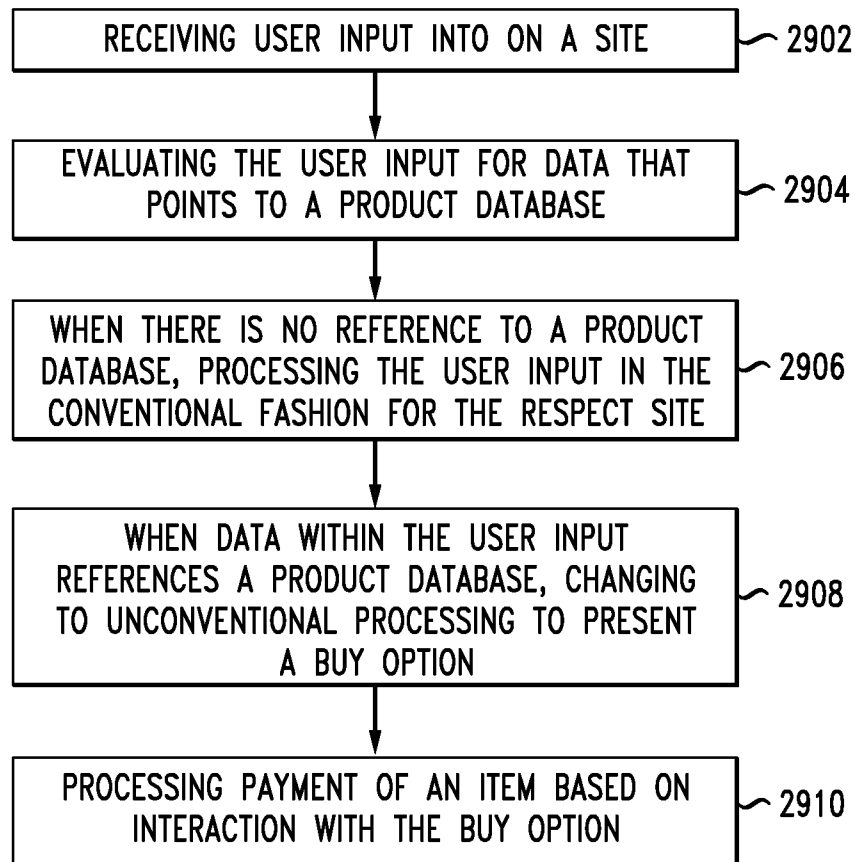 RECEIVING USER INPUT INTO ON A SITE
2902
EVALUATING THE USER INPUT FOR DATA THAT
POINTS TO A PRODUCT DATABASE
2904
WHEN THERE IS NO REFERENCE TO A PRODUCT
DATABASE, PROCESSING THE USER INPUT IN THE
CONVENTIONAL FASHION FOR THE RESPECT SITE
2906
WHEN DATA WITHIN THE USER INPUT
REFERENCES A PRODUCT DATABASE, CHANGING
TO UNCONVENTIONAL PROCESSING TO PRESENT
A BUY OPTION
2908
PROCESSING PAYMENT OF AN ITEM BASED ON
INTERACTION WITH THE BUY OPTION
2910